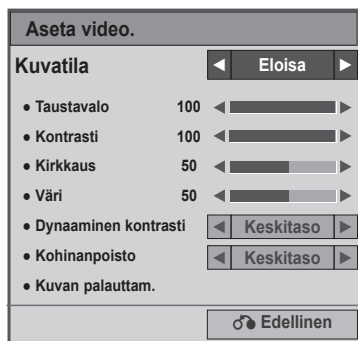 Aseta video.
Kuvatila ◄ Eloisa ►
● Taustavalo 100
● Kontrasti 100
● Kirkkaus 50
● Väri 50
● Dynaaminen kontrasti ◄ Keskitaso ►
● Kohinanpoisto ◄ Keskitaso ►
● Kuvan palauttam.
Edellinen